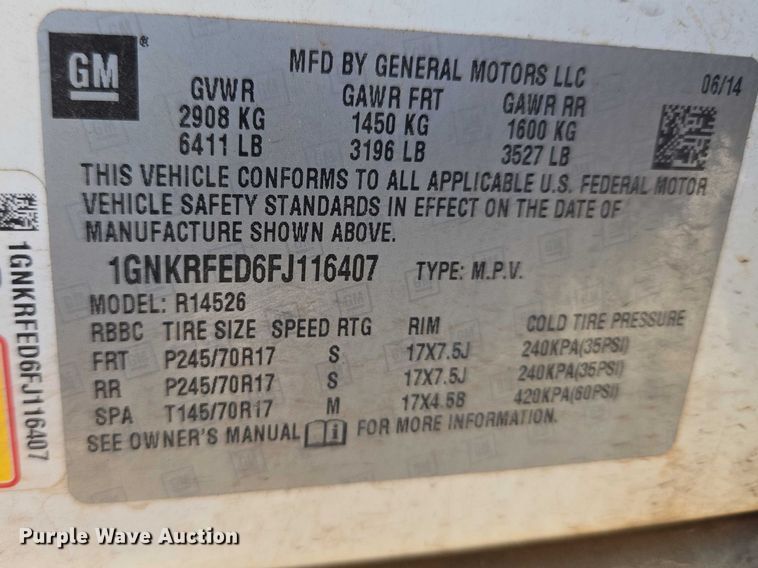 GM®
MFD BY GENERAL MOTORS LLC
06/14
GVWR GAWR FRT GAWR RR
2908 KG 1450 KG 1600 KG
6411 LB 3196 LB 3527 LB
THIS VEHICLE CONFORMS TO ALL APPLICABLE U.S. FEDERAL MOTOR
VEHICLE SAFETY STANDARDS IN EFFECT ON THE DATE OF
MANUFACTURE SHOWN ABOVE.
1GNKRFED6FJ116407 TYPE: M.P.V.
MODEL: R14526
RBBC TIRE SIZE SPEED RTG RIM COLD TIRE PRESSURE
FRT P245/70R17 S 17X7.5J 240KPA(35PSI)
RR P245/70R17 S 17X7.5J 240KPA(35PSI)
SPA T145/70R17 M 17X4.5B 420KPA(60PSI)
SEE OWNER'S MANUAL i FOR MORE INFORMATION.
1GNKRFED6FJ116407
Purple Wave Auction